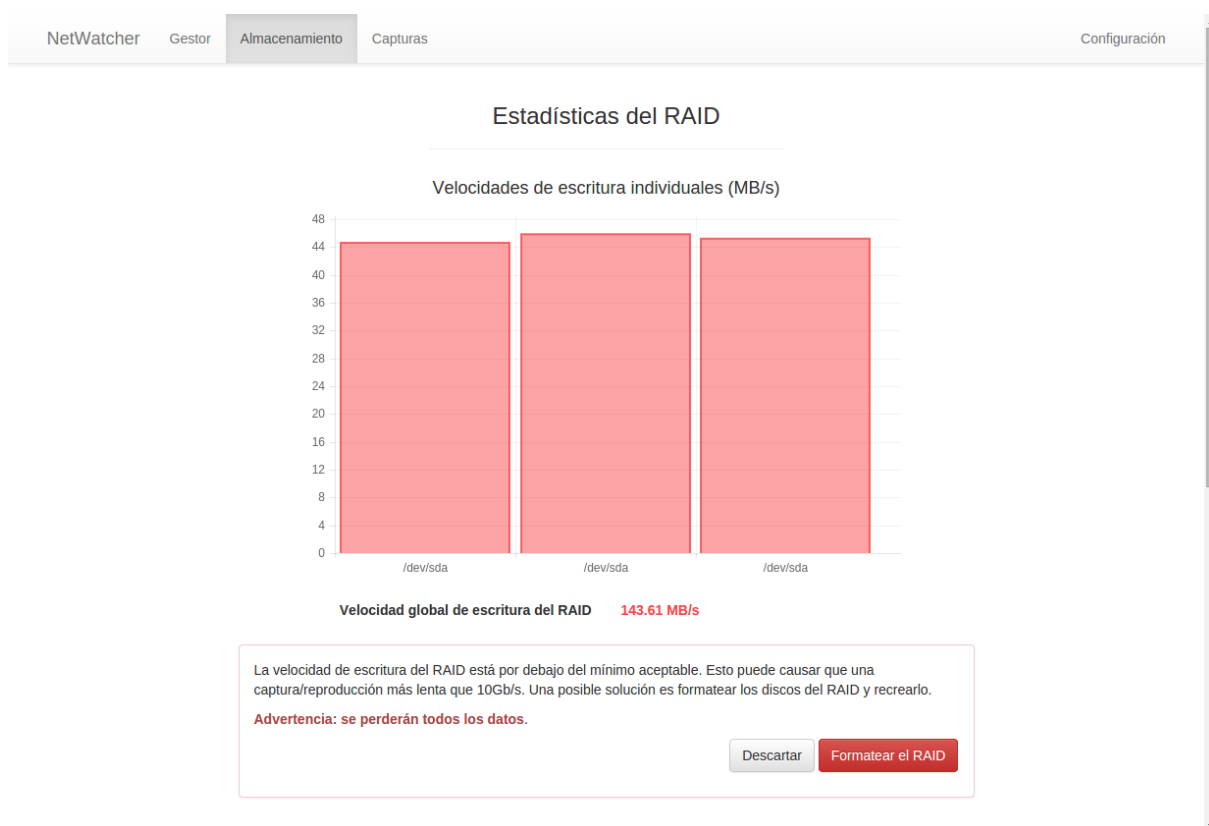 NetWatcher Gestor Almacenamiento Capturas Configuración
Estadísticas del RAID
Velocidades de escritura individuales (MB/s)
48
44
40
36
32
28
24
20
16
12
8
4
0
/dev/sda /dev/sda /dev/sda
Velocidad global de escritura del RAID 143.61 MB/s
La velocidad de escritura del RAID está por debajo del mínimo aceptable. Esto puede causar que una
captura/reproducción más lenta que 10Gb/s. Una posible solución es formatear los discos del RAID y recrearlo.
Advertencia: se perderán todos los datos.
Descartar Formatear el RAID